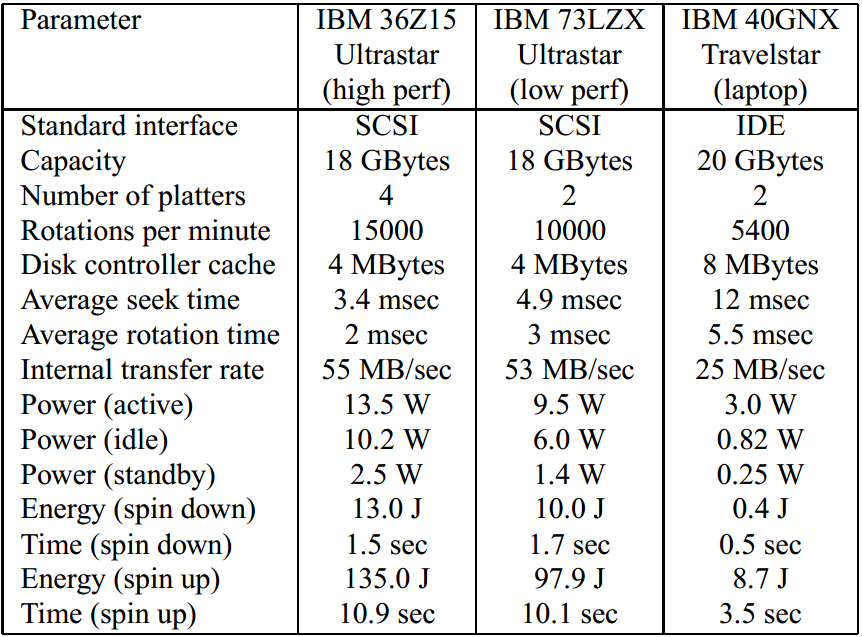 Parameter IBM 36Z15 IBM 73LZX IBM 40GNX
Ultrastar Ultrastar Travelstar
(high perf) (low perf) (laptop)
Standard interface SCSI SCSI IDE
Capacity 18 GBytes 18 GBytes 20 GBytes
Number of platters 4 2 2
Rotations per minute 15000 10000 5400
Disk controller cache 4 MBytes 4 MBytes 8 MBytes
Average seek time 3.4 msec 4.9 msec 12 msec
Average rotation time 2 msec 3 msec 5.5 msec
Internal transfer rate 55 MB/sec 53 MB/sec 25 MB/sec
Power (active) 13.5 W 9.5 W 3.0 W
Power (idle) 10.2 W 6.0 W 0.82 W
Power (standby) 2.5 W 1.4 W 0.25 W
Energy (spin down) 13.0 J 10.0 J 0.4 J
Time (spin down) 1.5 sec 1.7 sec 0.5 sec
Energy (spin up) 135.0 J 97.9 J 8.7 J
Time (spin up) 10.9 sec 10.1 sec 3.5 sec